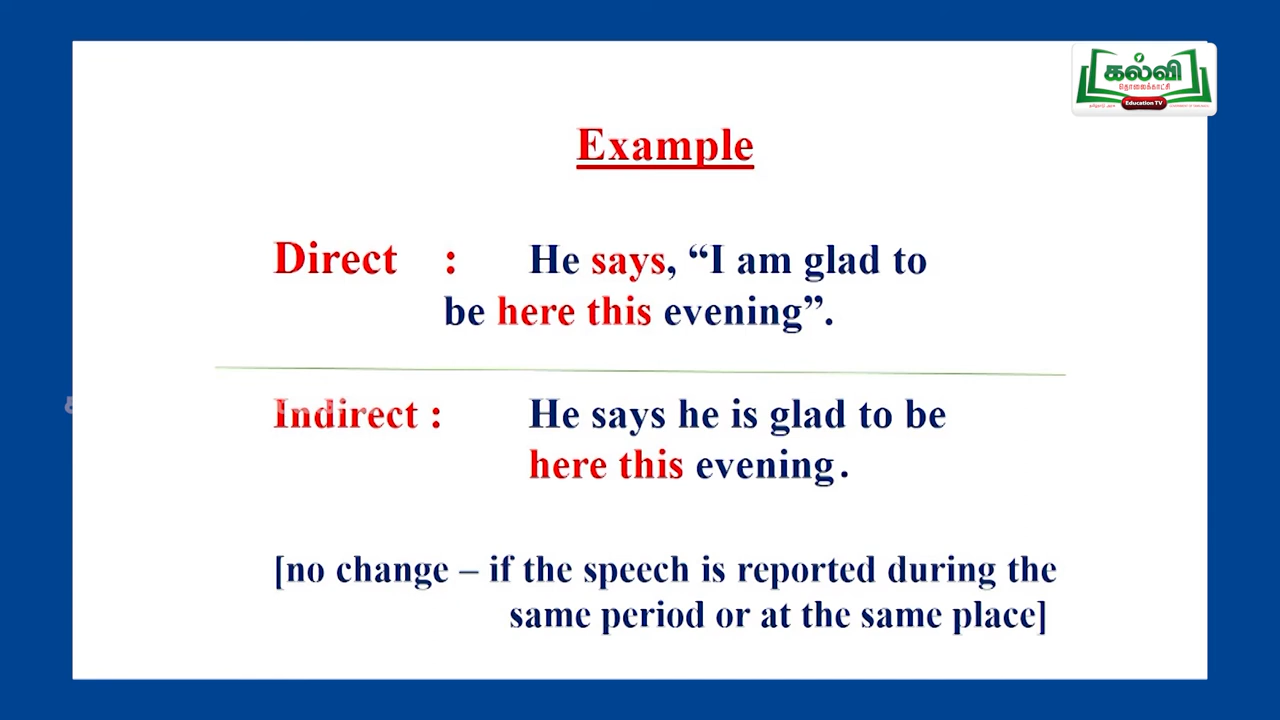 கல்வி
தொலைக்காட்சி
Education TV
Example
Direct : He says, “I am glad to
be here this evening”.
Indirect : He says he is glad to be
here this evening.
[no change – if the speech is reported during the
same period or at the same place]